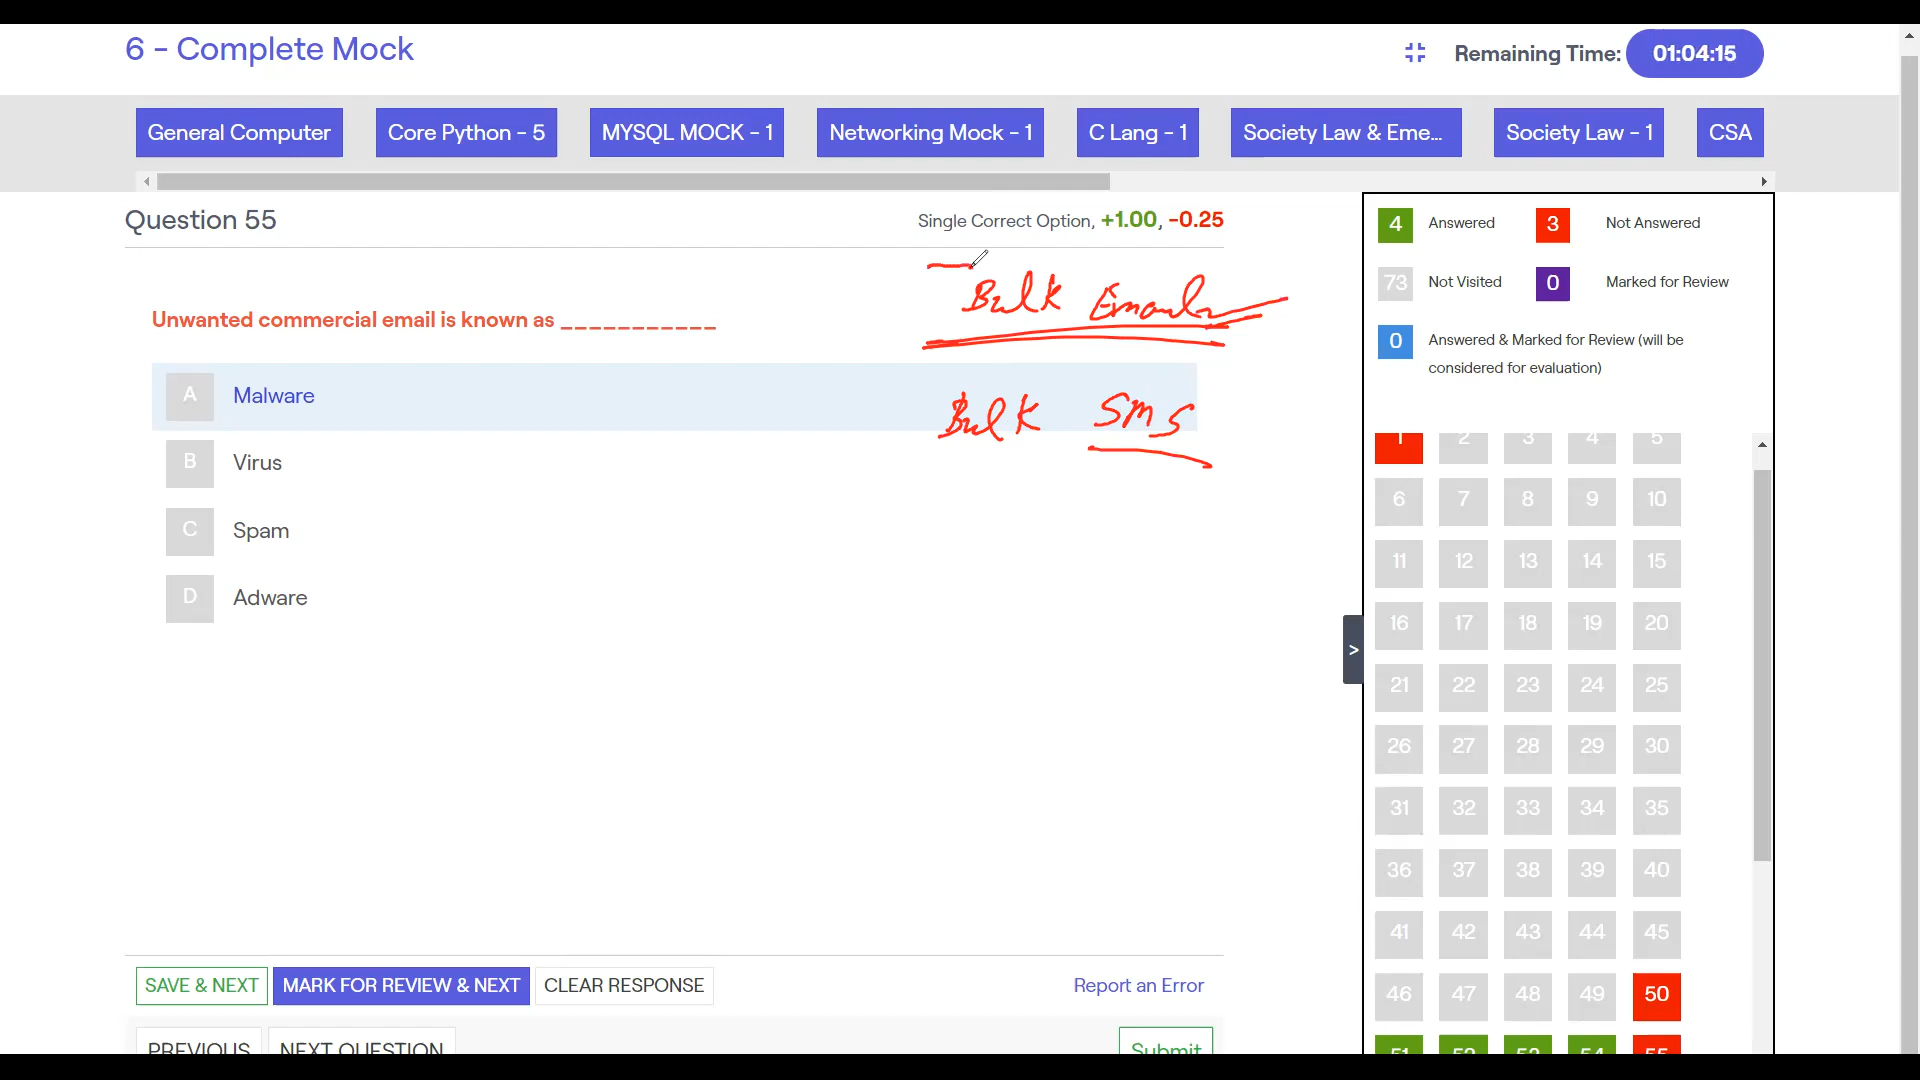 6 - Complete Mock
Remaining Time: 01:04:15
General Computer
Core Python - 5
MYSQL MOCK - 1
Networking Mock - 1
C Lang - 1
Society Law & Eme...
Society Law - 1
CSA
Question 55
Single Correct Option, +1.00, -0.25
Bulk Emails
Unwanted commercial email is known as ___________
A Malware
Bulk SMS
B Virus
C Spam
D Adware
4 Answered 3 Not Answered
73 Not Visited 0 Marked for Review
0 Answered & Marked for Review (will be
considered for evaluation)
1 2 3 4 5
6 7 8 9 10
11 12 13 14 15
16 17 18 19 20
21 22 23 24 25
26 27 28 29 30
31 32 33 34 35
36 37 38 39 40
41 42 43 44 45
46 47 48 49 50
51 52 53 54 55
>
SAVE & NEXT
MARK FOR REVIEW & NEXT
CLEAR RESPONSE
Report an Error
PREVIOUS
NEXT QUESTION
Submit